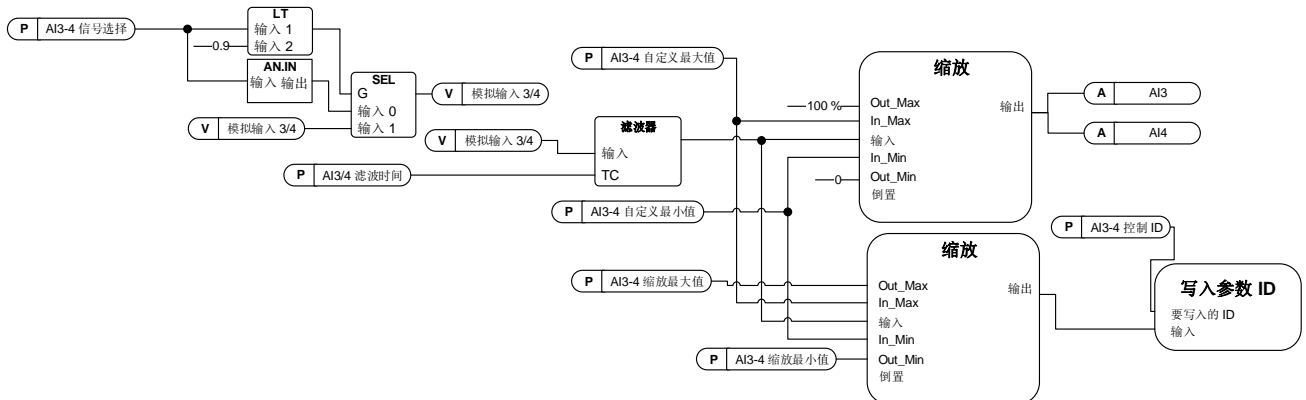 P AI3-4 信号选择
LT
输入 1
0.9 输入 2
AN.IN
输入 输出
SEL
G
输入 0
输入 1
V 模拟输入 3/4
V 模拟输入 3/4
V 模拟输入 3/4
P AI3/4 滤波时间
滤波器
输入
TC
P AI3-4 自定义最大值
P AI3-4 自定义最小值
缩放
100 % Out_Max
In_Max
输入
In_Min
0 Out_Min
倒置
输出
A AI3
A AI4
P AI3-4 缩放最大值
P AI3-4 缩放最小值
缩放
Out_Max
In_Max
输入
In_Min
Out_Min
倒置
输出
P AI3-4 控制 ID
写入参数 ID
要写入的 ID
输入